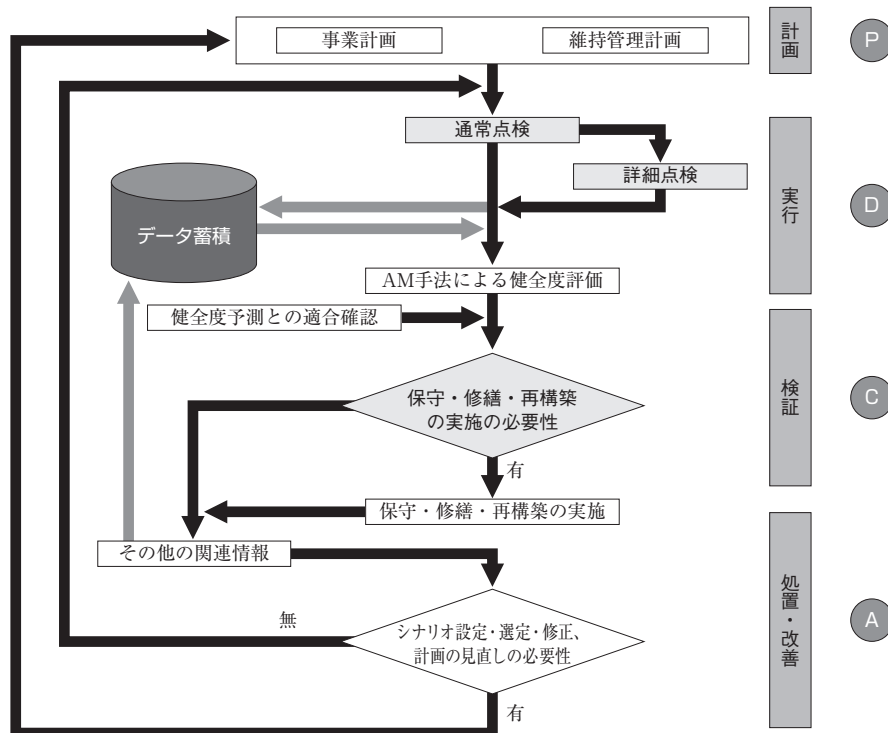 事業計画
維持管理計画
計画
P
通常点検
詳細点検
実行
D
データ蓄積
AM手法による健全度評価
健全度予測との適合確認
検証
C
保守・修繕・再構築
の実施の必要性
有
保守・修繕・再構築の実施
その他の関連情報
処置・改善
A
無
シナリオ設定・選定・修正、
計画の見直しの必要性
有